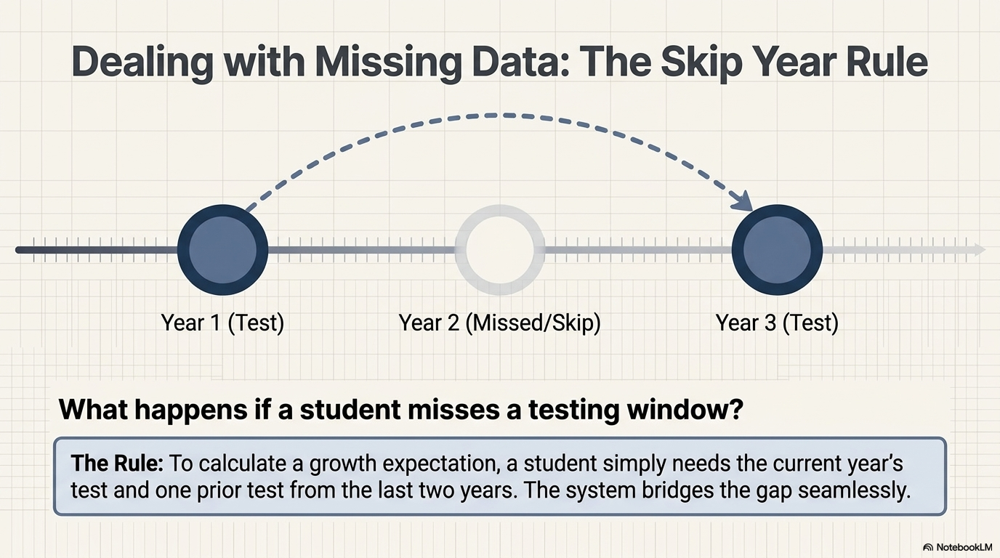 Dealing with Missing Data: The Skip Year Rule
Year 1 (Test)
Year 2 (Missed/Skip)
Year 3 (Test)
What happens if a student misses a testing window?
The Rule: To calculate a growth expectation, a student simply needs the current year’s
test and one prior test from the last two years. The system bridges the gap seamlessly.
NotebookLM